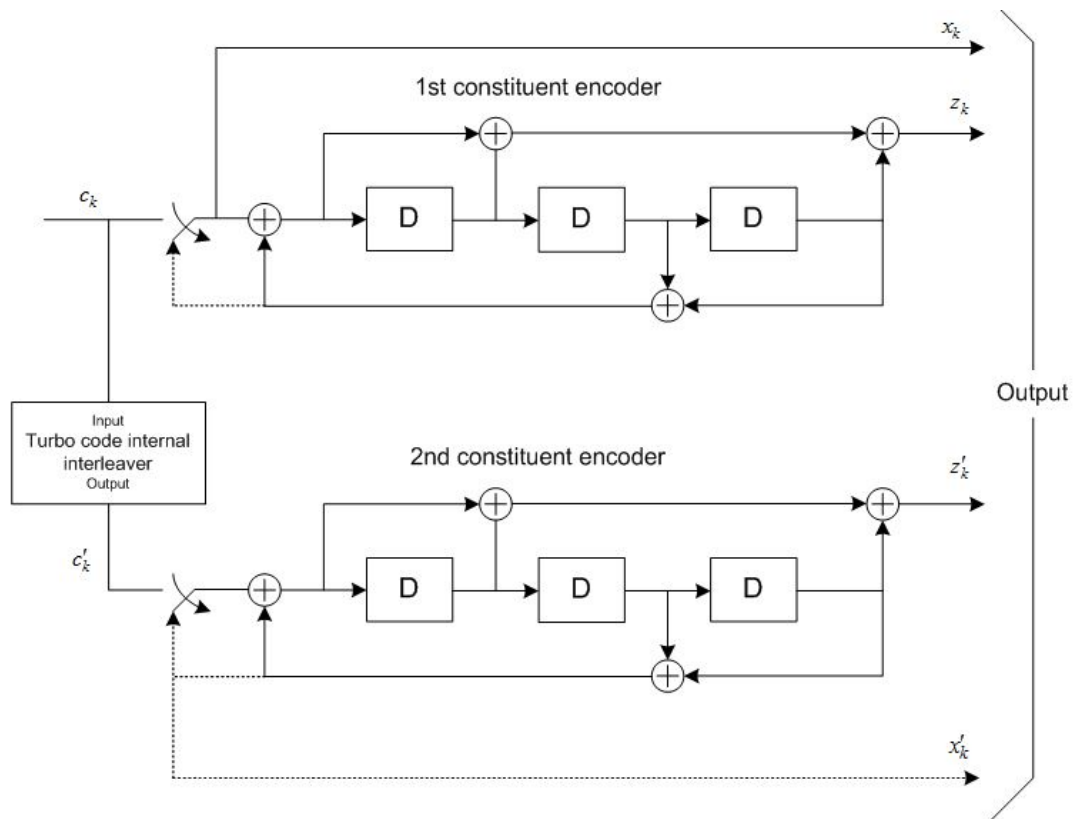 x_k
1st constituent encoder
z_k
c_k
D D D
Output
Input
Turbo code internal
interleaver
Output
2nd constituent encoder
z'_k
c'_k
D D D
x'_k